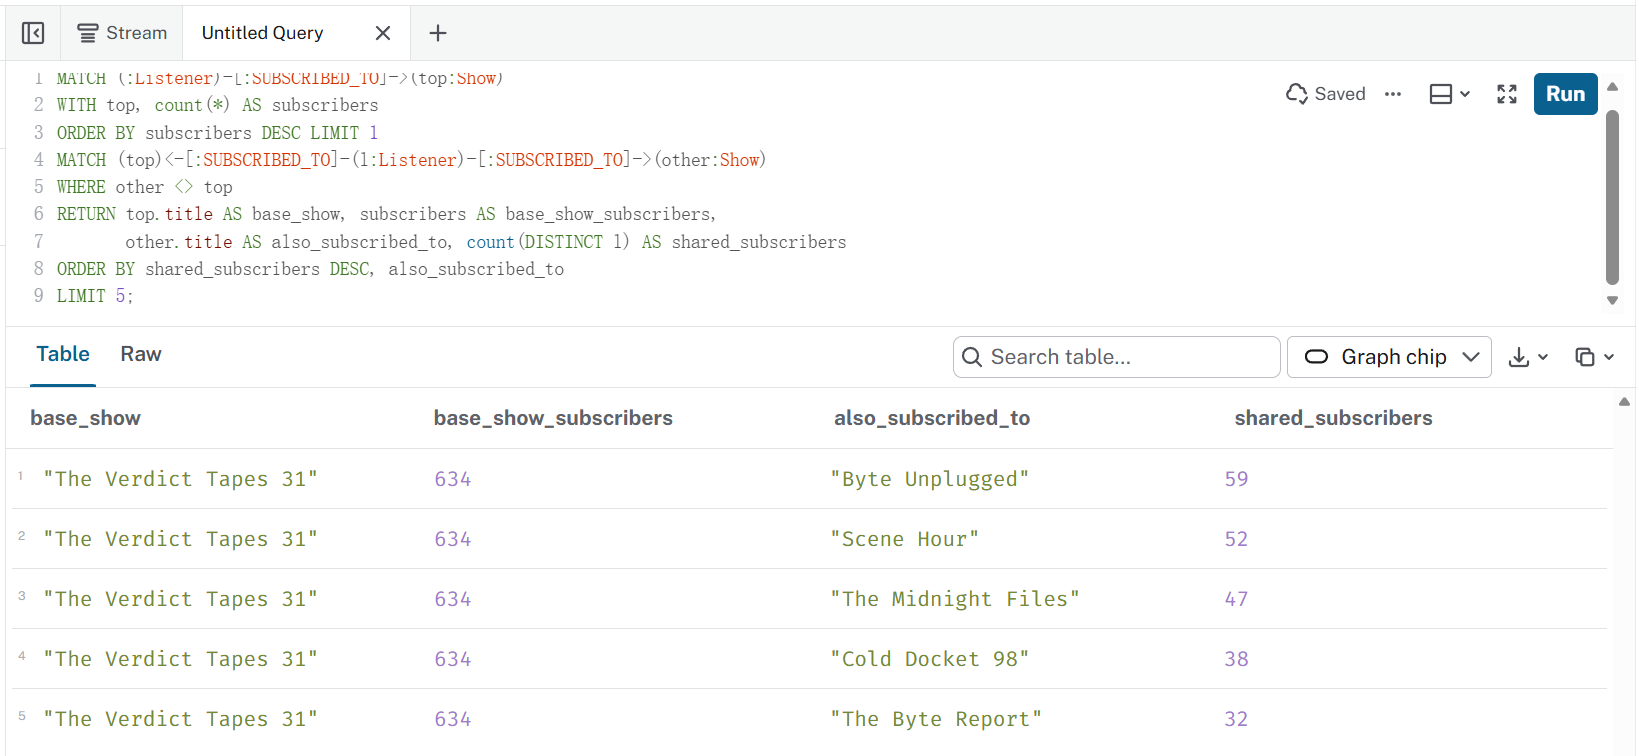 Stream
Untitled Query
1 MATCH (:Listener)-[:SUBSCRIBED_TO]->(top:Show)
2 WITH top, count(*) AS subscribers
3 ORDER BY subscribers DESC LIMIT 1
4 MATCH (top)<-[:SUBSCRIBED_TO]-(l:Listener)-[:SUBSCRIBED_TO]->(other:Show)
5 WHERE other <> top
6 RETURN top.title AS base_show, subscribers AS base_show_subscribers,
7        other.title AS also_subscribed_to, count(DISTINCT l) AS shared_subscribers
8 ORDER BY shared_subscribers DESC, also_subscribed_to
9 LIMIT 5;
Saved
Run
Table Raw
Search table...
Graph chip
base_show base_show_subscribers also_subscribed_to shared_subscribers
1 "The Verdict Tapes 31" 634 "Byte Unplugged" 59
2 "The Verdict Tapes 31" 634 "Scene Hour" 52
3 "The Verdict Tapes 31" 634 "The Midnight Files" 47
4 "The Verdict Tapes 31" 634 "Cold Docket 98" 38
5 "The Verdict Tapes 31" 634 "The Byte Report" 32